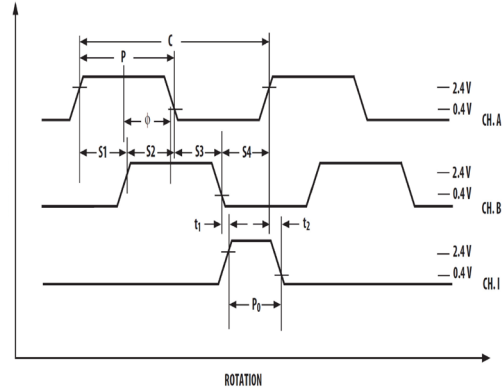 C
P
2.4 V
0.4 V
CH. A
ϕ
S1 S2 S3 S4
2.4 V
0.4 V
CH. B
t₁ t₂
2.4 V
0.4 V
CH. I
P₀
ROTATION